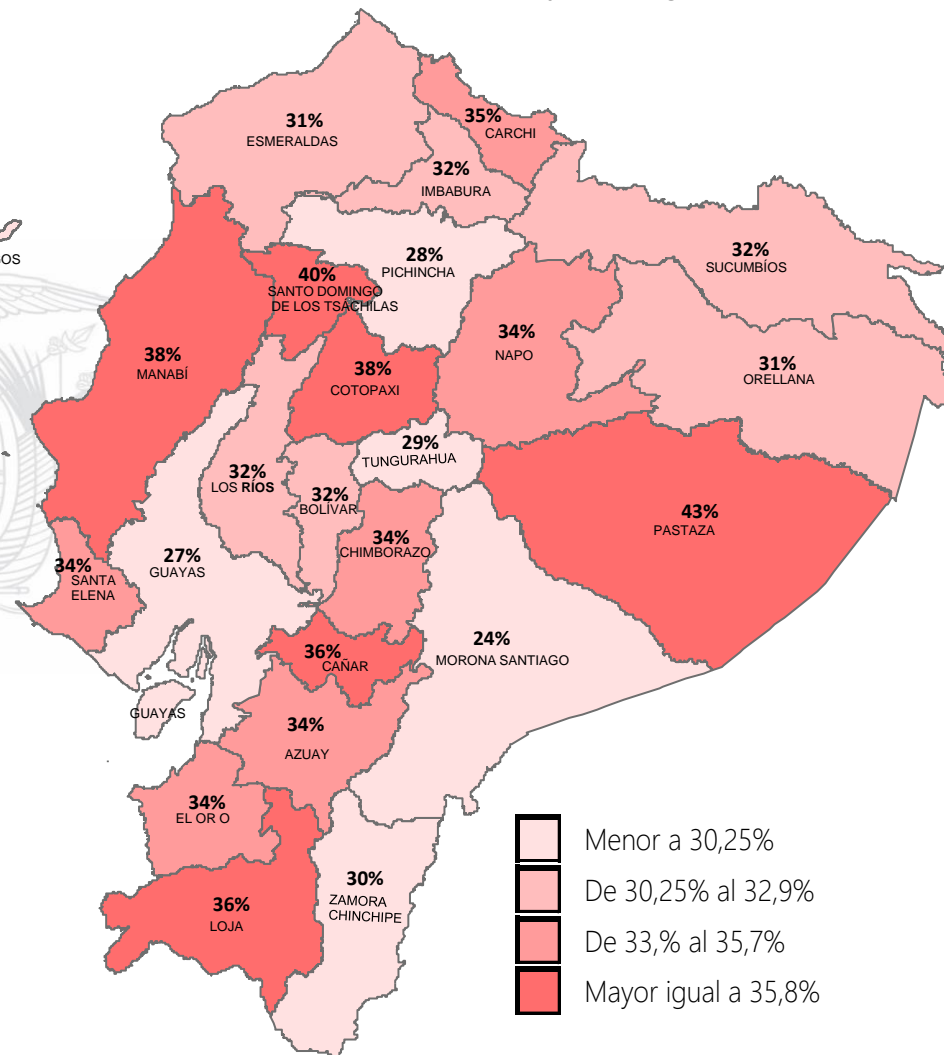 31%
ESMERALDAS
35%
CARCHI
32%
IMBABURA
OS
28%
PICHINCHA
32%
SUCUMBÍOS
40%
SANTO DOMINGO
DE LOS TSÁCHILAS
34%
NAPO
38%
MANABÍ
38%
COTOPAXI
31%
ORELLANA
29%
TUNGURAHUA
32%
LOS RÍOS
32%
BOLÍVAR
43%
PASTAZA
34%
CHIMBORAZO
27%
GUAYAS
34%
SANTA
ELENA
24%
MORONA SANTIAGO
36%
CAÑAR
GUAYAS
34%
AZUAY
34%
EL OR O
30%
ZAMORA
CHINCHIPE
36%
LOJA
Menor a 30,25%
De 30,25% al 32,9%
De 33,% al 35,7%
Mayor igual a 35,8%